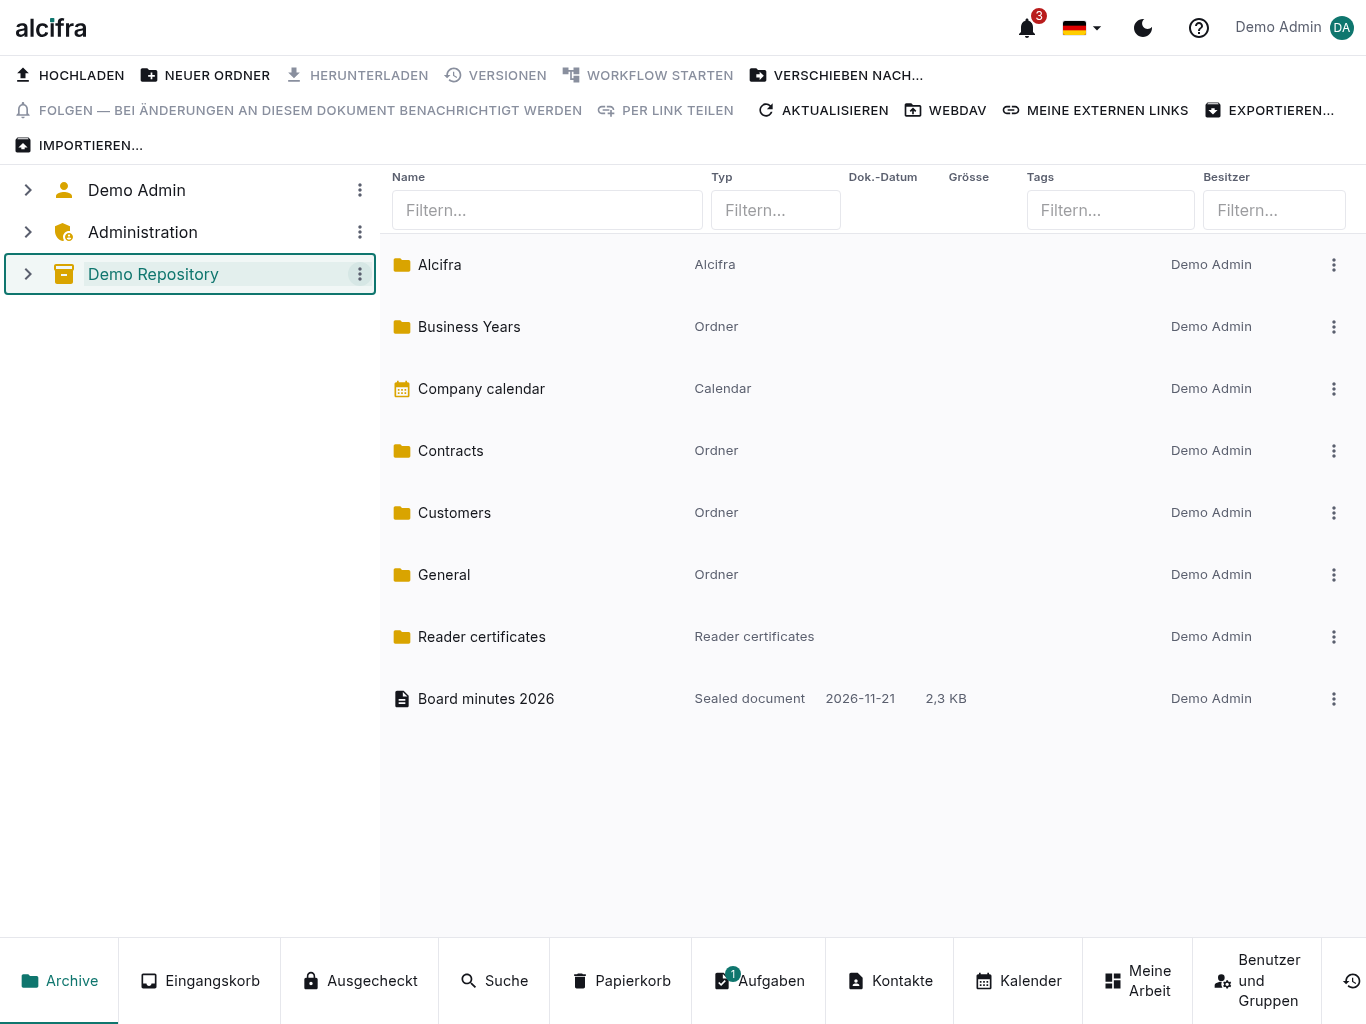 alcifra
3
Demo Admin DA
HOCHLADEN NEUER ORDNER HERUNTERLADEN VERSIONEN WORKFLOW STARTEN VERSCHIEBEN NACH...
FOLGEN — BEI ÄNDERUNGEN AN DIESEM DOKUMENT BENACHRICHTIGT WERDEN PER LINK TEILEN AKTUALISIEREN WEBDAV MEINE EXTERNEN LINKS EXPORTIEREN...
IMPORTIEREN...
Demo Admin
Administration
Demo Repository
Name Typ Dok.-Datum Grösse Tags Besitzer
Filtern... Filtern... Filtern... Filtern...
Alcifra Alcifra Demo Admin
Business Years Ordner Demo Admin
Company calendar Calendar Demo Admin
Contracts Ordner Demo Admin
Customers Ordner Demo Admin
General Ordner Demo Admin
Reader certificates Reader certificates Demo Admin
Board minutes 2026 Sealed document 2026-11-21 2,3 KB Demo Admin
Archive
Eingangskorb
Ausgecheckt
Suche
Papierkorb
1
Aufgaben
Kontakte
Kalender
Meine
Arbeit
Benutzer
und
Gruppen